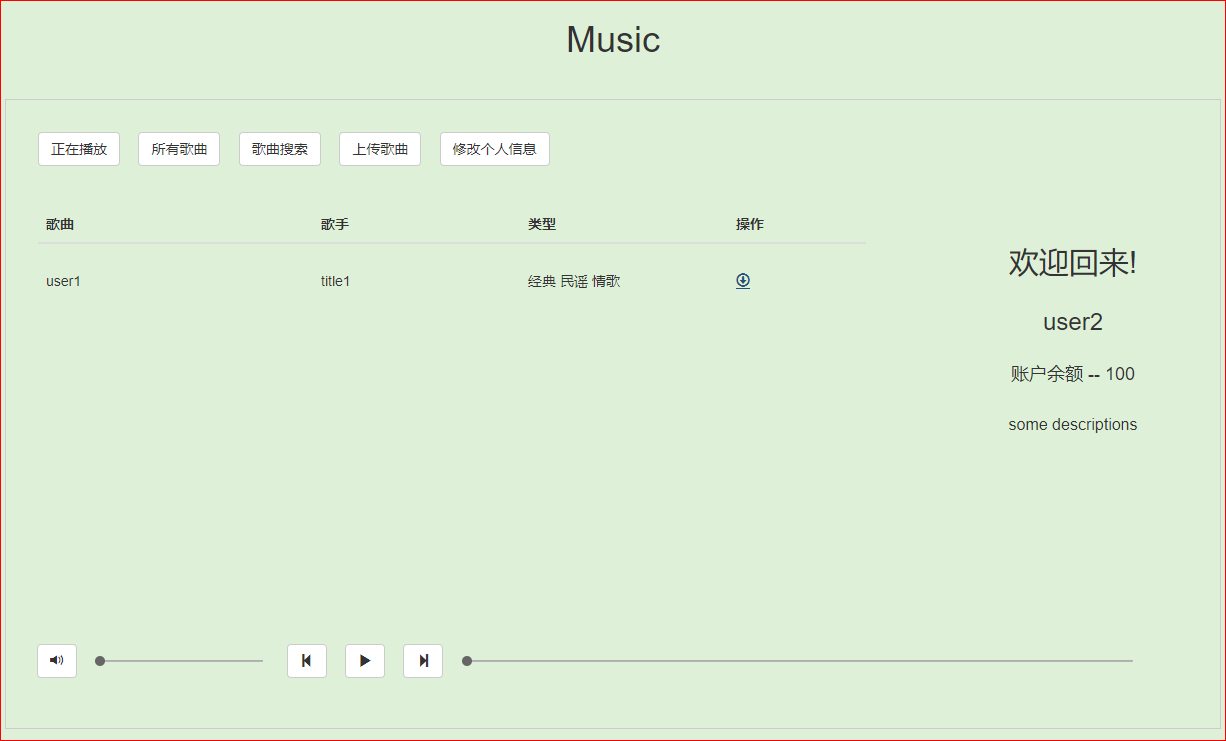 Music
正在播放 所有歌曲 歌曲搜索 上传歌曲 修改个人信息
歌曲 歌手 类型 操作
user1 title1 经典 民谣 情歌
欢迎回来!
user2
账户余额 -- 100
some descriptions